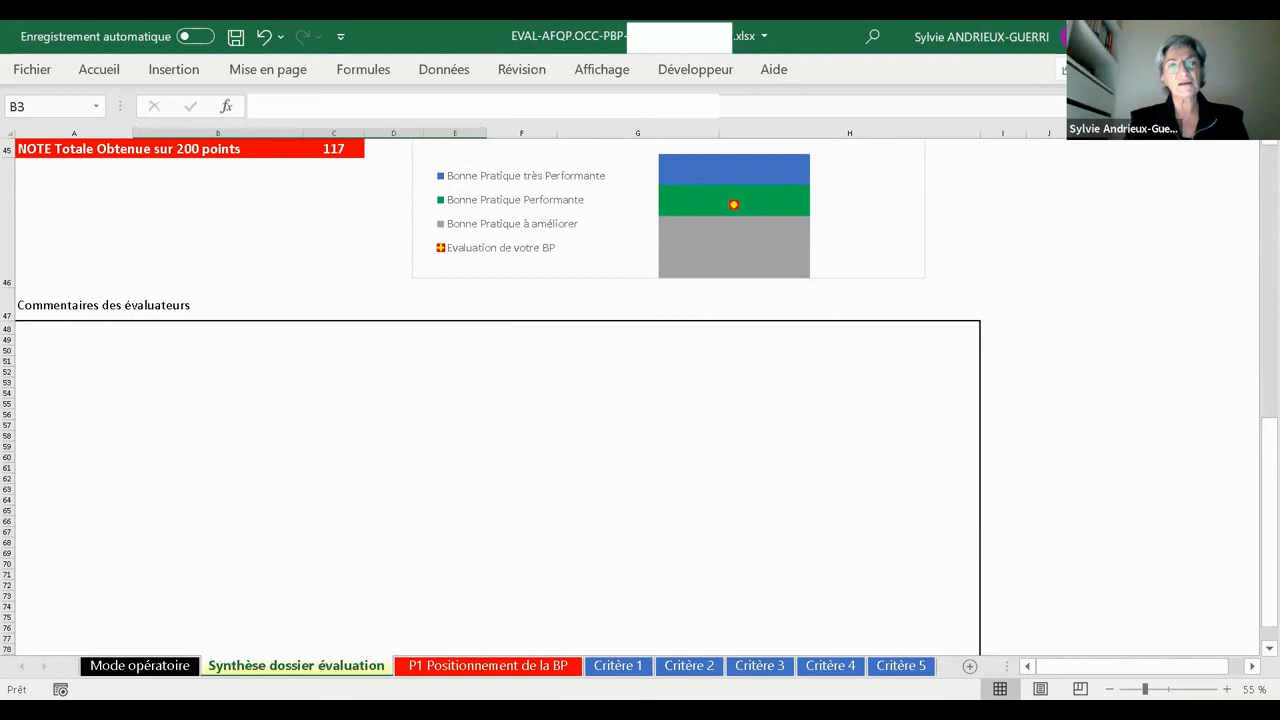 Enregistrement automatique
EVAL-AFQP.OCC-PBP- .xlsx
Sylvie ANDRIEUX-GUERRI
Fichier Accueil Insertion Mise en page Formules Données Révision Affichage Développeur Aide
B3 fx
Sylvie Andrieux-Gue...
A B C D E F G H I J
45 NOTE Totale Obtenue sur 200 points 117
Bonne Pratique très Performante
Bonne Pratique Performante
Bonne Pratique à améliorer
Evaluation de votre BP
46
Commentaires des évaluateurs
47
48
49
50
51
52
53
54
55
56
57
58
59
60
61
62
63
64
65
66
67
68
69
70
71
72
73
74
75
76
77
78
Mode opératoire Synthèse dossier évaluation P1 Positionnement de la BP Critère 1 Critère 2 Critère 3 Critère 4 Critère 5
Prêt 55 %